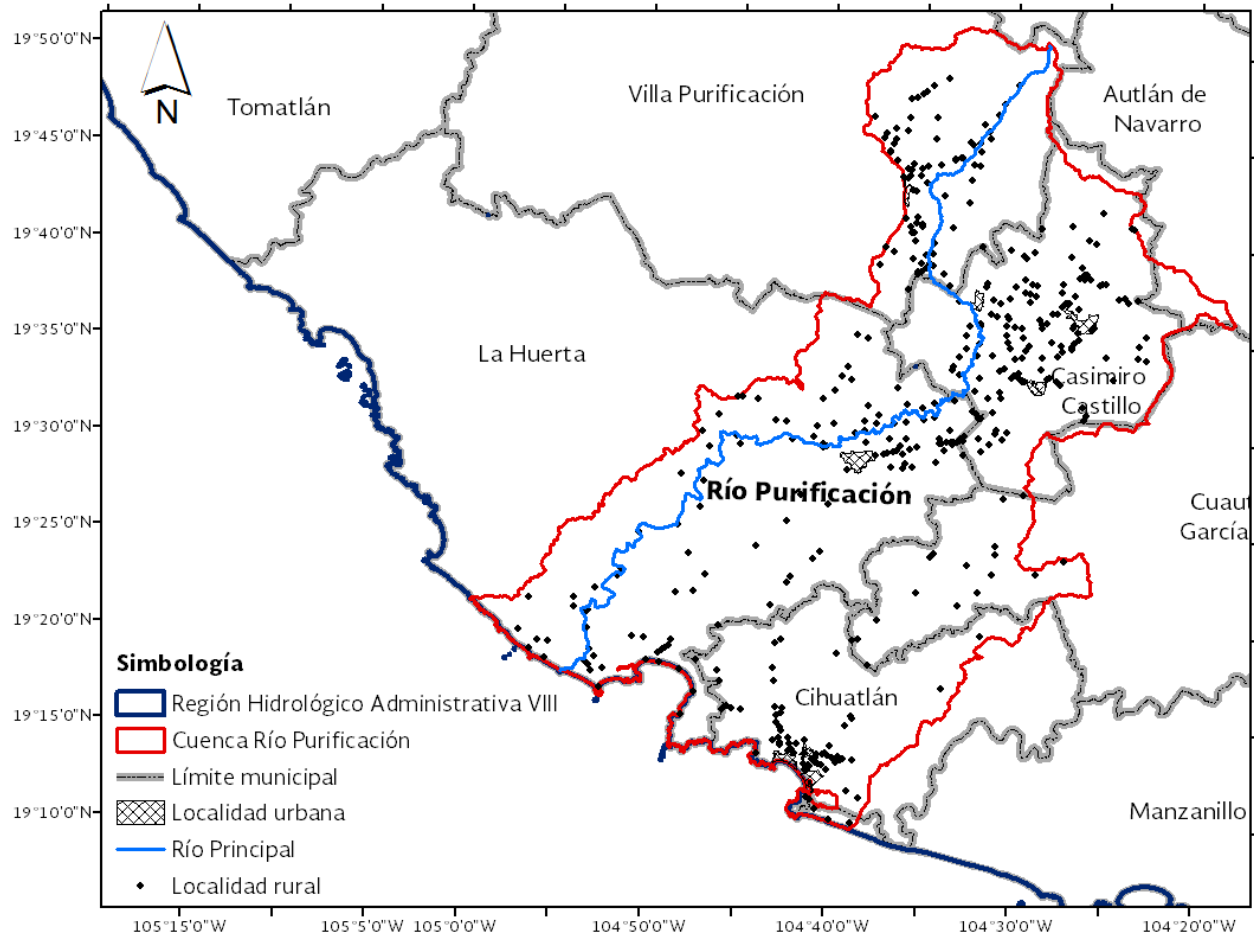 19°50'0"N
19°45'0"N
19°40'0"N
19°35'0"N
19°30'0"N
19°25'0"N
19°20'0"N
19°15'0"N
19°10'0"N
N
Tomatlán
Villa Purificación
Autlán de
Navarro
La Huerta
Casimiro
Castillo
Río Purificación
Cuaut
García
Cihuatlán
Manzanillo
Simbología
Región Hidrológico Administrativa VIII
Cuenca Río Purificación
Límite municipal
Localidad urbana
Río Principal
Localidad rural
105°15'0"W
105°0'0"W
104°50'0"W
104°40'0"W
104°30'0"W
104°20'0"W